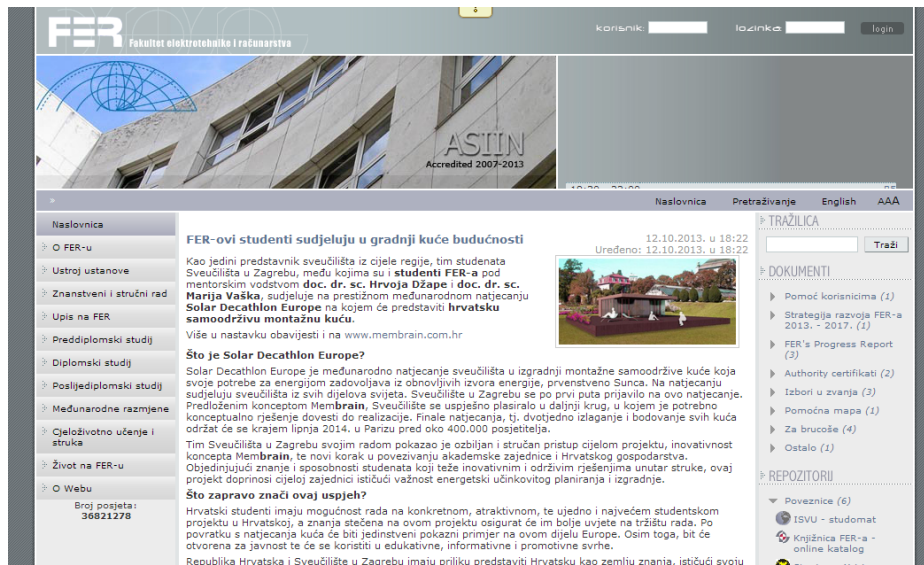 FER
Fakultet elektrotehnike i računarstva
korisnik:
lozinka:
login
ASIIN
Accredited 2007-2013
»
Naslovnica
Pretraživanje
English
AAA
Naslovnica
O FER-u
Ustroj ustanove
Znanstveni i stručni rad
Upis na FER
Preddiplomski studij
Diplomski studij
Poslijediplomski studij
Međunarodne razmjene
Cjeloživotno učenje i
struka
Život na FER-u
O Webu
Broj posjeta:
36821278
FER-ovi studenti sudjeluju u gradnji kuće budućnosti
12.10.2013. u 18:22
Uređeno: 12.10.2013. u 18:22
Kao jedini predstavnik sveučilišta iz cijele regije, tim studenata
Sveučilišta u Zagrebu, među kojima su i studenti FER-a pod
mentorskim vodstvom doc. dr. sc. Hrvoja Džape i doc. dr. sc.
Marija Vaška, sudjeluje na prestižnom međunarodnom natjecanju
Solar Decathlon Europe na kojem će predstaviti hrvatsku
samoodrživu montažnu kuću.
Više u nastavku obavijesti i na www.membrain.com.hr
Što je Solar Decathlon Europe?
Solar Decathlon Europe je međunarodno natjecanje sveučilišta u izgradnji montažne samoodržive kuće koja
svoje potrebe za energijom zadovoljava iz obnovljivih izvora energije, prvenstveno Sunca. Na natjecanju
sudjeluju sveučilišta iz svih dijelova svijeta. Sveučilište u Zagrebu se po prvi puta prijavilo na ovo natjecanje.
Predloženim konceptom Membrain, Sveučilište se uspješno plasiralo u daljnji krug, u kojem je potrebno
konceptualno rješenje dovesti do realizacije. Finale natjecanja, tj. dvotjedno izlaganje i bodovanje svih kuća
održat će se krajem lipnja 2014. u Parizu pred oko 400.000 posjetitelja.
Tim Sveučilišta u Zagrebu svojim radom pokazao je ozbiljan i stručan pristup cijelom projektu, inovativnost
koncepta Membrain, te novi korak u povezivanju akademske zajednice i Hrvatskog gospodarstva.
Objedinjujući znanje i sposobnosti studenata koji teže inovativnim i održivim rješenjima unutar struke, ovaj
projekt doprinosi cijeloj zajednici ističući važnost energetski učinkovitog planiranja i izgradnje.
Što zapravo znači ovaj uspjeh?
Hrvatski studenti imaju mogućnost rada na konkretnom, atraktivnom, te ujedno i najvećem studentskom
projektu u Hrvatskoj, a znanja stečena na ovom projektu osigurat će im bolje uvjete na tržištu rada. Po
povratku s natjecanja kuća će biti jedinstveni pokazni primjer na ovom dijelu Europe. Osim toga, bit će
otvorena za javnost te će se koristiti u edukativne, informativne i promotivne svrhe.
Republika Hrvatska i Sveučilište u Zagrebu imaju priliku predstaviti Hrvatsku kao zemlju znanja, ističući svoju
TRAŽILICA
Traži
DOKUMENTI
Pomoć korisnicima (1)
Strategija razvoja FER-a
2013. - 2017. (1)
FER's Progress Report
(3)
Authority certifikati (2)
Izbori u zvanja (3)
Pomoćna mapa (1)
Za brucoše (4)
Ostalo (1)
REPOZITORIJ
Poveznice (6)
ISVU - studomat
Knjižnica FER-a -
online katalog